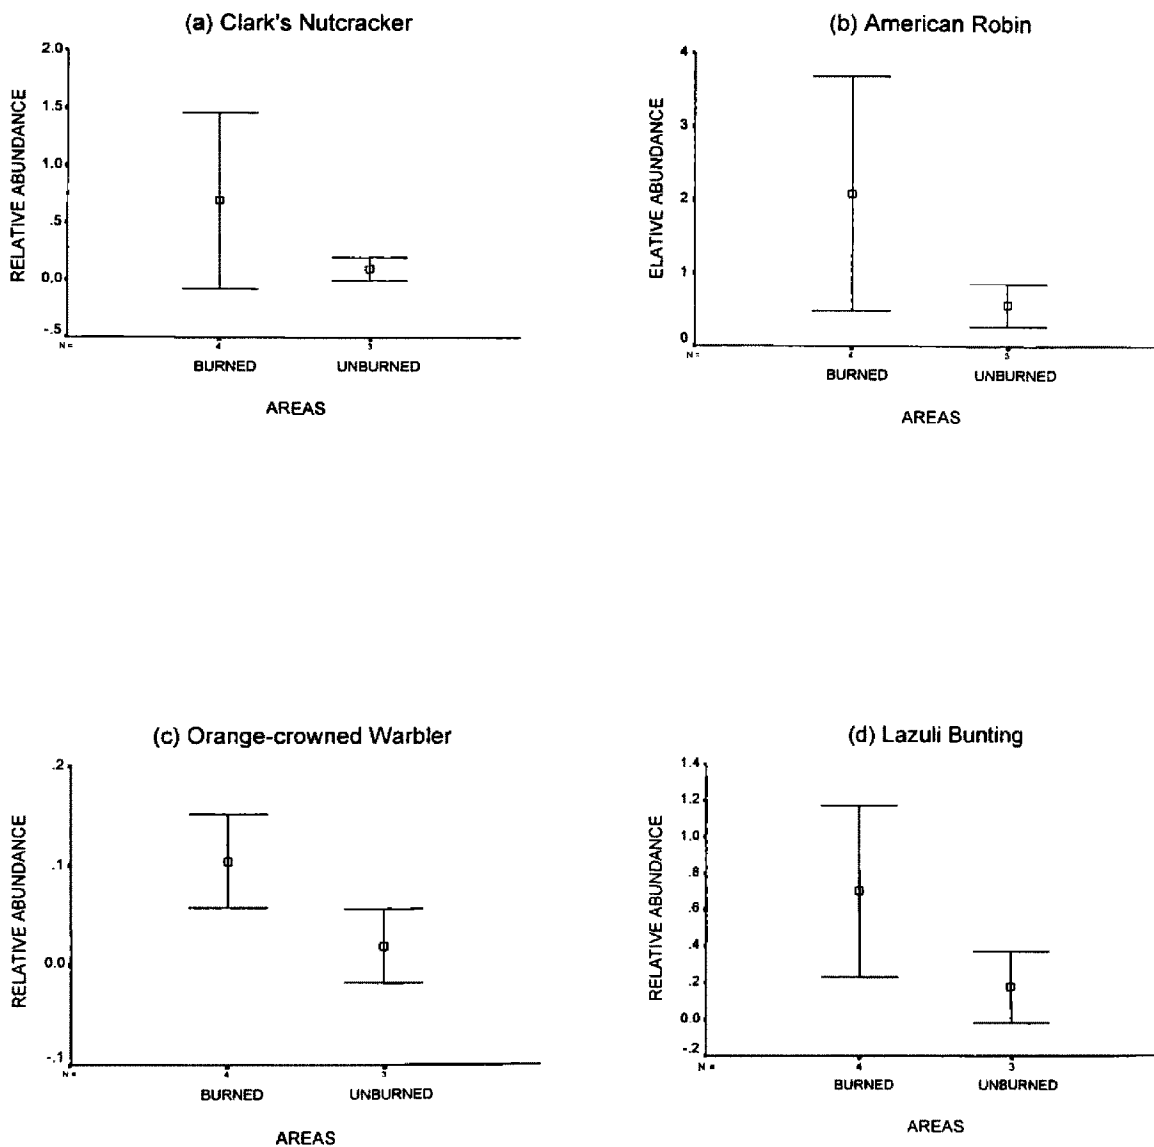 (a) Clark's Nutcracker
RELATIVE ABUNDANCE
2.0
1.5
1.0
.5
0.0
-.5
N = 4 3
BURNED UNBURNED
AREAS
(b) American Robin
ELATIVE ABUNDANCE
4
3
2
1
0
N = 4 3
BURNED UNBURNED
AREAS
(c) Orange-crowned Warbler
RELATIVE ABUNDANCE
.2
.1
0.0
-.1
N = 4 3
BURNED UNBURNED
AREAS
(d) Lazuli Bunting
RELATIVE ABUNDANCE
1.4
1.2
1.0
.8
.6
.4
.2
0.0
-.2
N = 4 3
BURNED UNBURNED
AREAS